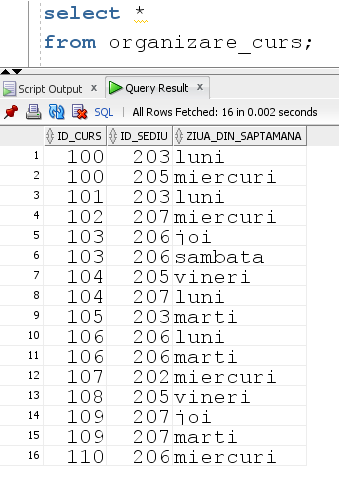 select *
from organizare_curs;
Script Output x Query Result x
SQL | All Rows Fetched: 16 in 0.002 seconds
ID_CURS ID_SEDIU ZIUA_DIN_SAPTAMANA
1 100 203 luni
2 100 205 miercuri
3 101 203 luni
4 102 207 miercuri
5 103 206 joi
6 103 206 sambata
7 104 205 vineri
8 104 207 luni
9 105 203 marti
10 106 206 luni
11 106 206 marti
12 107 202 miercuri
13 108 205 vineri
14 109 207 joi
15 109 207 marti
16 110 206 miercuri